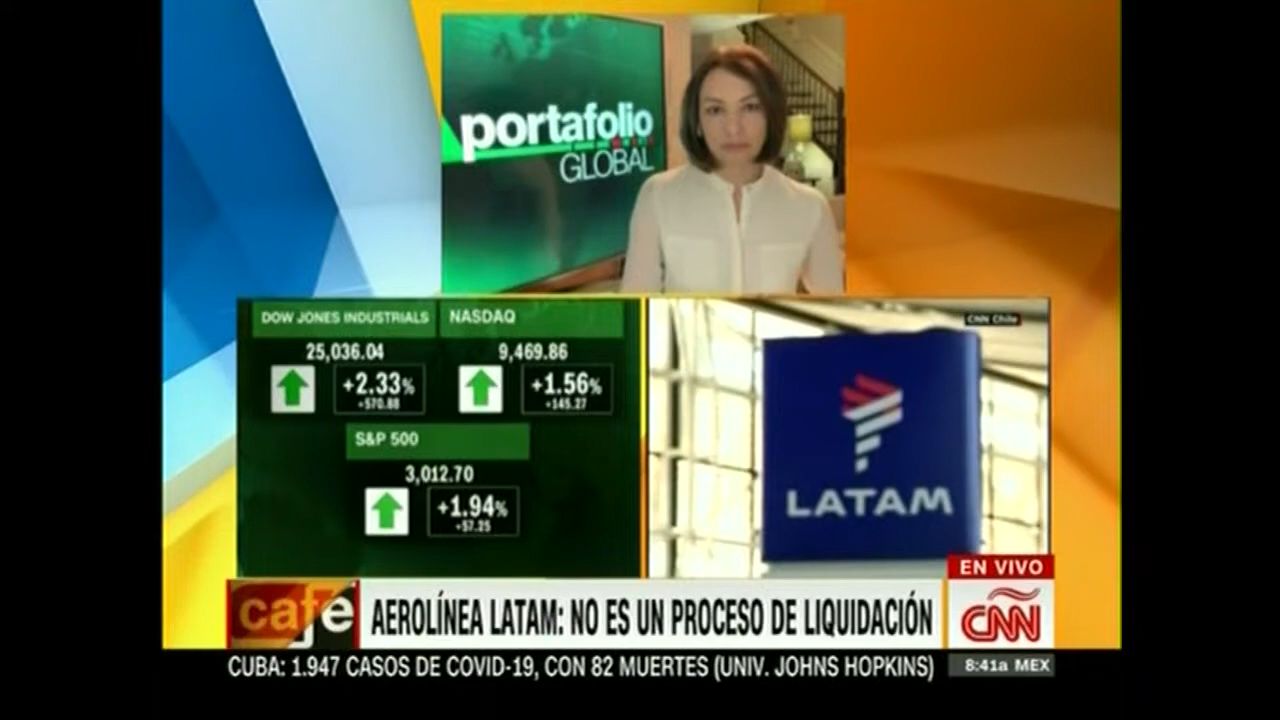 portafolio
GLOBAL
DOW JONES INDUSTRIALS
25,036.04
+2.33%
+570.88
NASDAQ
9,469.86
+1.56%
+145.27
S&P 500
3,012.70
+1.94%
+57.25
CNN Chile
LATAM
EN VIVO
café
AEROLÍNEA LATAM: NO ES UN PROCESO DE LIQUIDACIÓN
CNN
CUBA: 1.947 CASOS DE COVID-19, CON 82 MUERTES (UNIV. JOHNS HOPKINS)
8:41a MEX